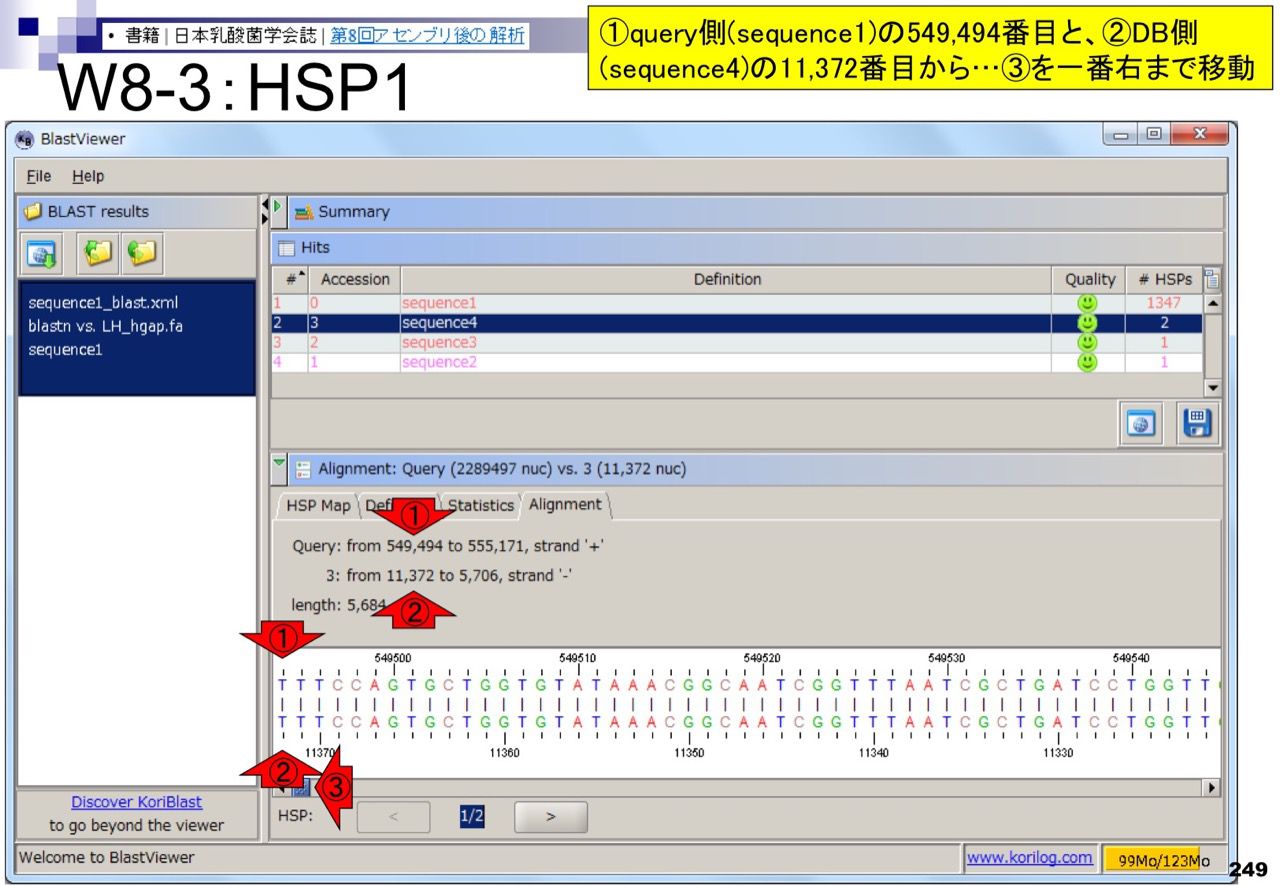 • 書籍 | 日本乳酸菌学会誌 | 第8回アセンブリ後の解析
①query側(sequence1)の549,494番目と、②DB側
(sequence4)の11,372番目から…③を一番右まで移動
W8-3:HSP1
BlastViewer
File Help
BLAST results
Summary
Hits
# Accession Definition Quality # HSPs
1 0 sequence1 1347
2 3 sequence4 2
3 2 sequence3 1
4 1 sequence2 1
sequence1_blast.xml
blastn vs. LH_hgap.fa
sequence1
Alignment: Query (2289497 nuc) vs. 3 (11,372 nuc)
HSP Map Statistics Alignment
①
Query: from 549,494 to 555,171, strand '+'
3: from 11,372 to 5,706, strand '-'
length: 5,684
②
①
549500 549510 549520 549530 549540
T T T C C A G T G C T G G T G T A T A A A C G G C A A T C G G T T T A A T C G C T G A T C C T G G T T
T T T C C A G T G C T G G T G T A T A A A C G G C A A T C G G T T T A A T C G C T G A T C C T G G T T
11370 11360 11350 11340 11330
②
③
HSP: < 1/2 >
Discover KoriBlast
to go beyond the viewer
Welcome to BlastViewer
www.korilog.com
99Mo/123Mo
249